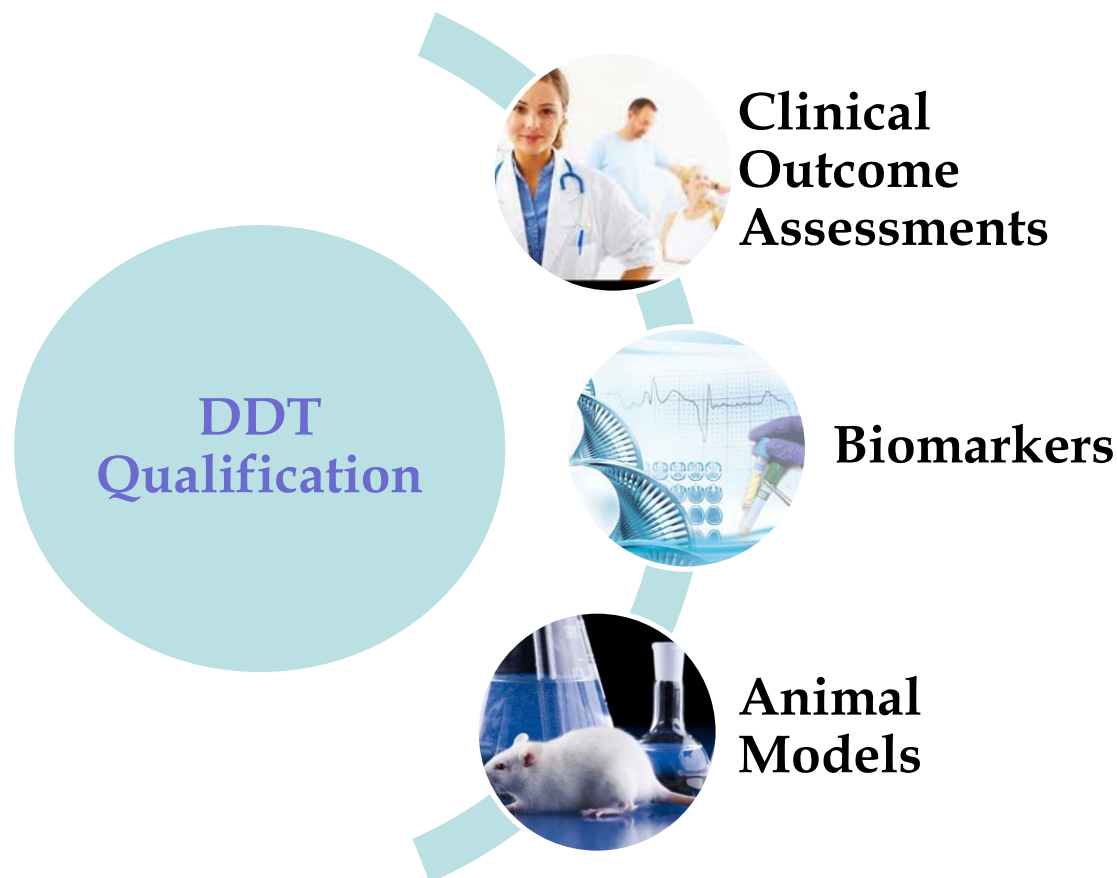 Clinical
Outcome
Assessments
DDT
Qualification
Biomarkers
Animal
Models